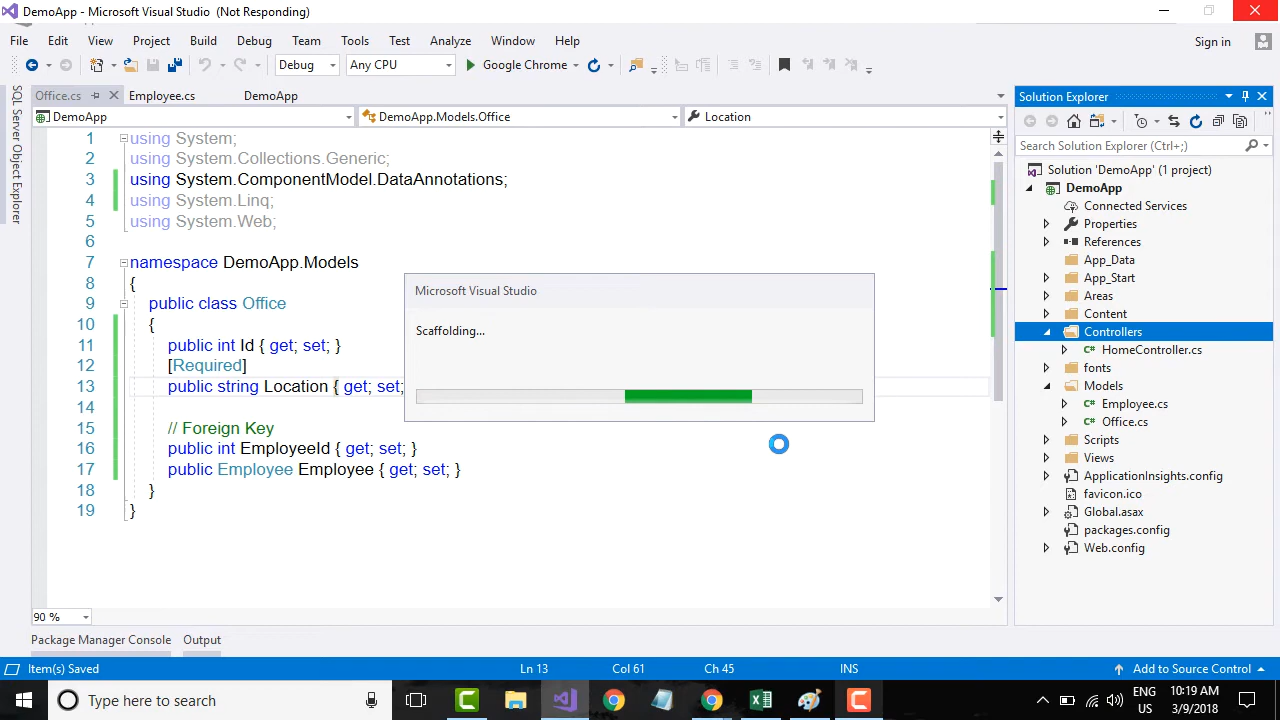 DemoApp - Microsoft Visual Studio (Not Responding)
File Edit View Project Build Debug Team Tools Test Analyze Window Help
Sign in
Debug Any CPU Google Chrome
Office.cs Employee.cs DemoApp
DemoApp DemoApp.Models.Office Location
SQL Server Object Explorer
1 using System;
2 using System.Collections.Generic;
3 using System.ComponentModel.DataAnnotations;
4 using System.Linq;
5 using System.Web;
6
7 namespace DemoApp.Models
8 {
9 public class Office
10 {
11 public int Id { get; set; }
12 [Required]
13 public string Location { get; set;
14
15 // Foreign Key
16 public int EmployeeId { get; set; }
17 public Employee Employee { get; set; }
18 }
19 }
Microsoft Visual Studio
Scaffolding...
Solution Explorer
Search Solution Explorer (Ctrl+;)
Solution 'DemoApp' (1 project)
DemoApp
Connected Services
Properties
References
App_Data
App_Start
Areas
Content
Controllers
C# HomeController.cs
fonts
Models
C# Employee.cs
C# Office.cs
Scripts
Views
ApplicationInsights.config
favicon.ico
Global.asax
packages.config
Web.config
90 %
Package Manager Console Output
Item(s) Saved Ln 13 Col 61 Ch 45 INS Add to Source Control
Type here to search
ENG
US
10:19 AM
3/9/2018